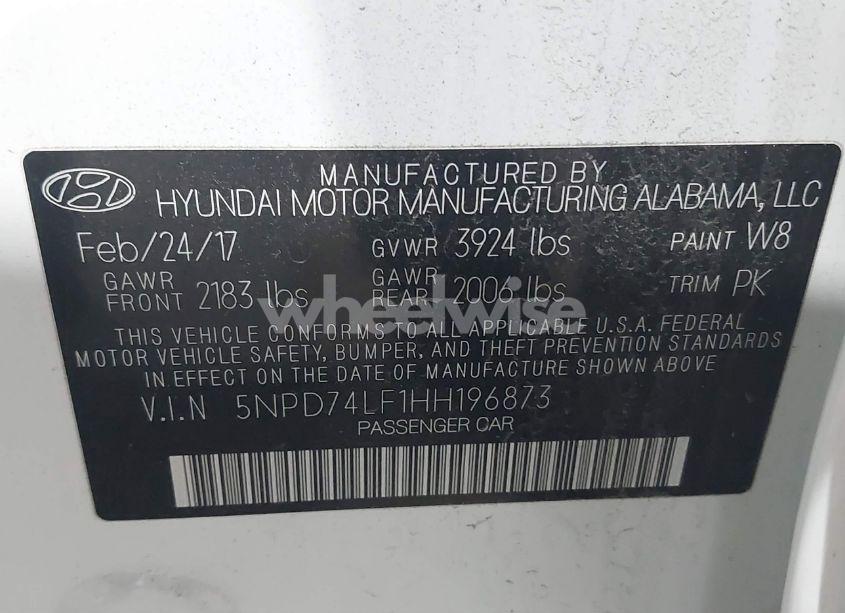 MANUFACTURED BY
HYUNDAI MOTOR MANUFACTURING ALABAMA, LLC
Feb/24/17 GVWR 3924 lbs PAINT W8
GAWR FRONT 2183 lbs GAWR REAR 2006 lbs TRIM PK
wheelwise
THIS VEHICLE CONFORMS TO ALL APPLICABLE U.S.A. FEDERAL
MOTOR VEHICLE SAFETY, BUMPER, AND THEFT PREVENTION STANDARDS
IN EFFECT ON THE DATE OF MANUFACTURE SHOWN ABOVE
V.I.N 5NPD74LF1HH196873
PASSENGER CAR